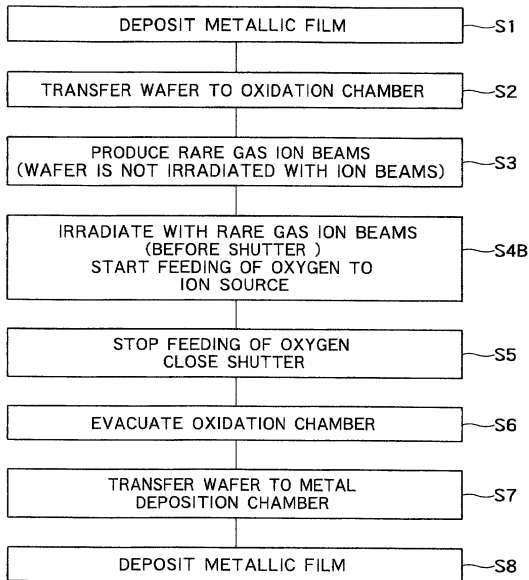 DEPOSIT METALLIC FILM S1
TRANSFER WAFER TO OXIDATION CHAMBER S2
PRODUCE RARE GAS ION BEAMS
(WAFER IS NOT IRRADIATED WITH ION BEAMS) S3
IRRADIATE WITH RARE GAS ION BEAMS
(BEFORE SHUTTER ) S4B
START FEEDING OF OXYGEN TO
ION SOURCE
STOP FEEDING OF OXYGEN
CLOSE SHUTTER S5
EVACUATE OXIDATION CHAMBER S6
TRANSFER WAFER TO METAL
DEPOSITION CHAMBER S7
DEPOSIT METALLIC FILM S8